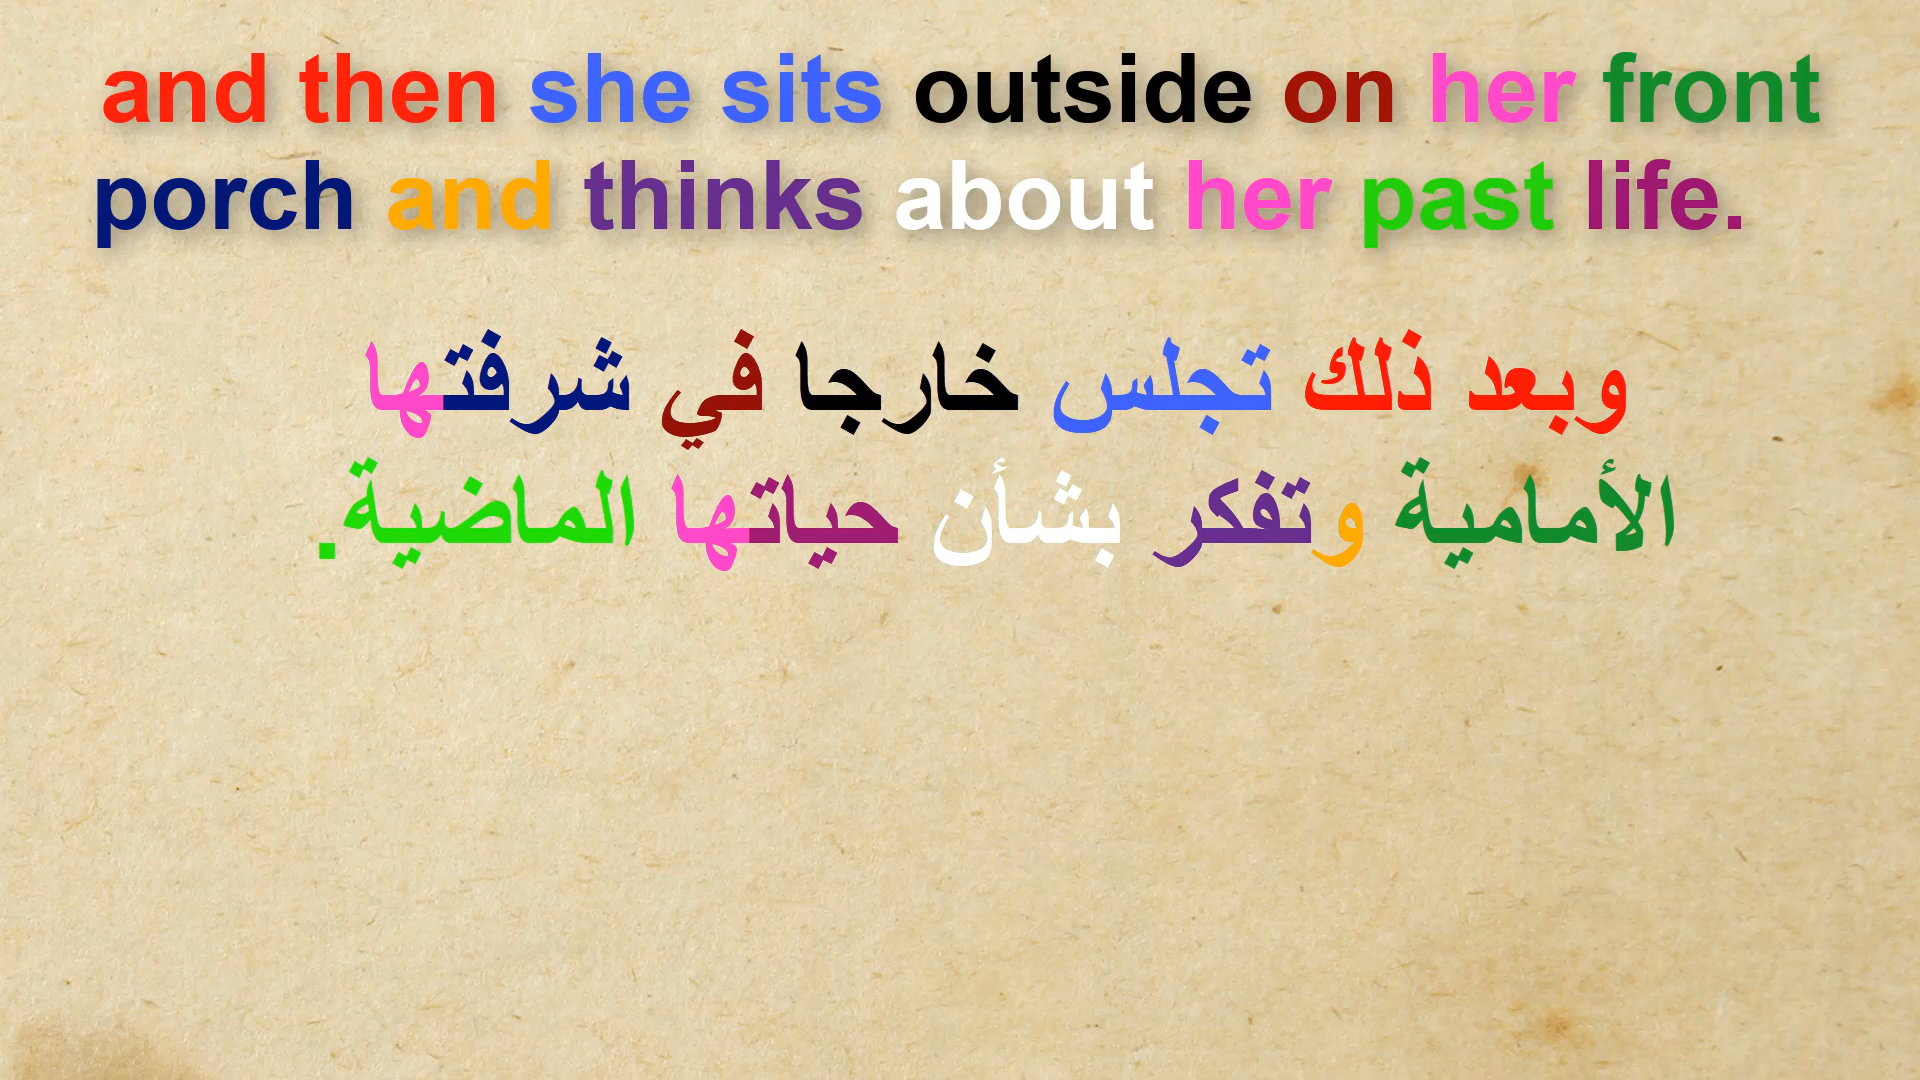 and then she sits outside on her front
porch and thinks about her past life.
وبعد ذلك تجلس خارجا في شرفتها
الأمامية وتفكر بشأن حياتها الماضية.